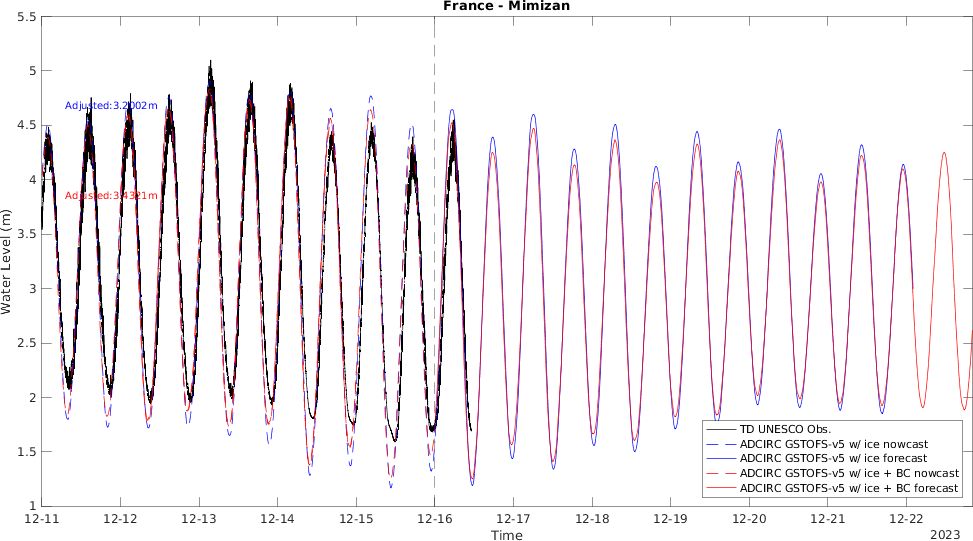 France - Mimizan
5.5
5
4.5
4
3.5
3
2.5
2
1.5
1
Water Level (m)
Adjusted:3.2002m
Adjusted:3.4321m
TD UNESCO Obs.
ADCIRC GSTOFS-v5 w/ ice nowcast
ADCIRC GSTOFS-v5 w/ ice forecast
ADCIRC GSTOFS-v5 w/ ice + BC nowcast
ADCIRC GSTOFS-v5 w/ ice + BC forecast
12-11 12-12 12-13 12-14 12-15 12-16 12-17 12-18 12-19 12-20 12-21 12-22
Time
2023